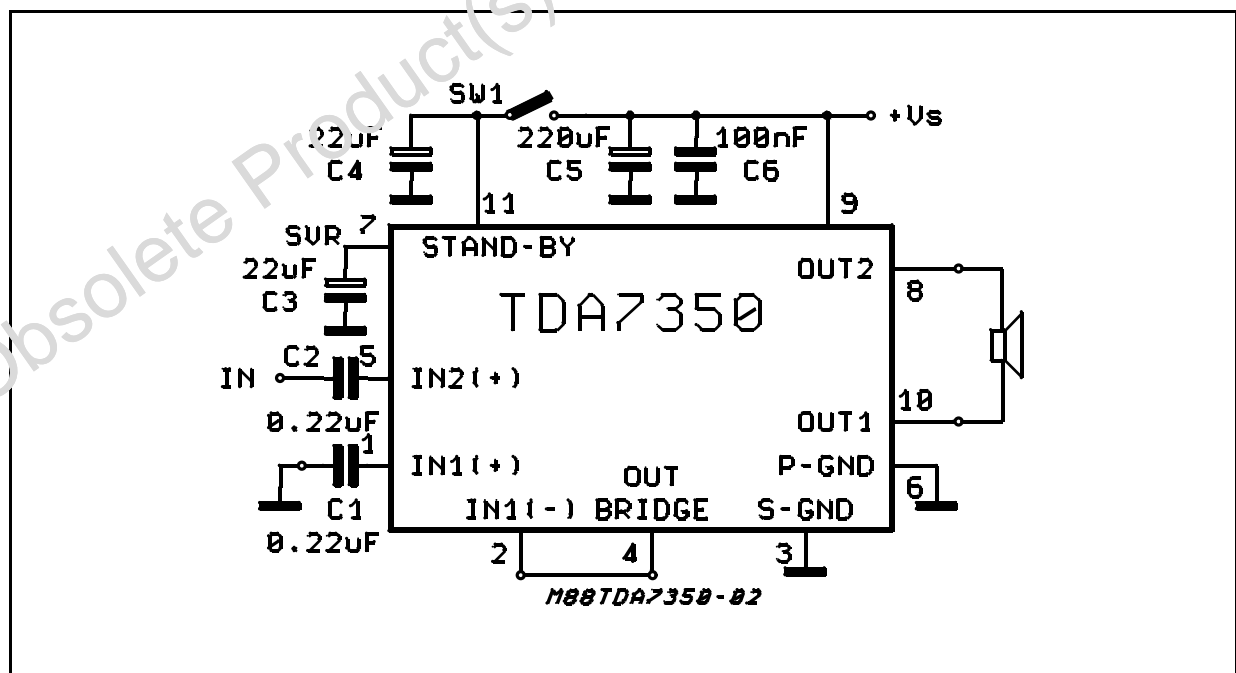 Obsolete Product(s)
SW1
+Vs
22uF
C4
220uF
C5
100nF
C6
11
9
7
SVR
STAND-BY
22uF
C3
OUT2
8
TDA7350
C2
5
IN
IN2(+)
0.22uF
10
OUT1
1
IN1(+)
P-GND
6
C1
0.22uF
OUT
IN1(-) BRIDGE
S-GND
2
4
3
M88TDA7350-02